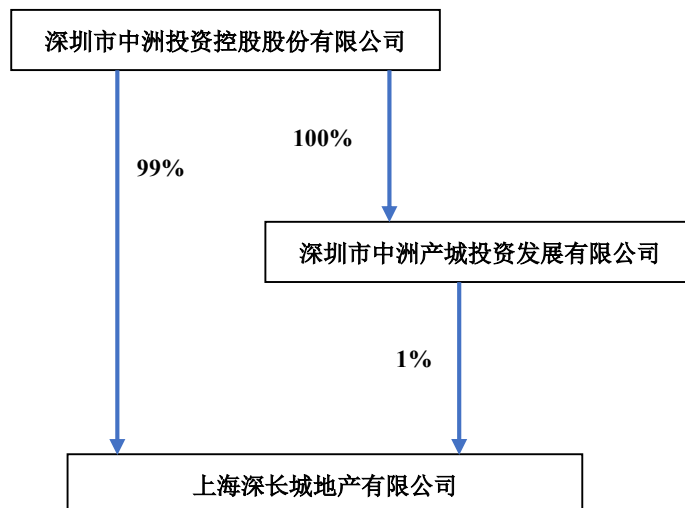 深圳市中洲投资控股股份有限公司
100%
99%
深圳市中洲产城投资发展有限公司
1%
上海深长城地产有限公司